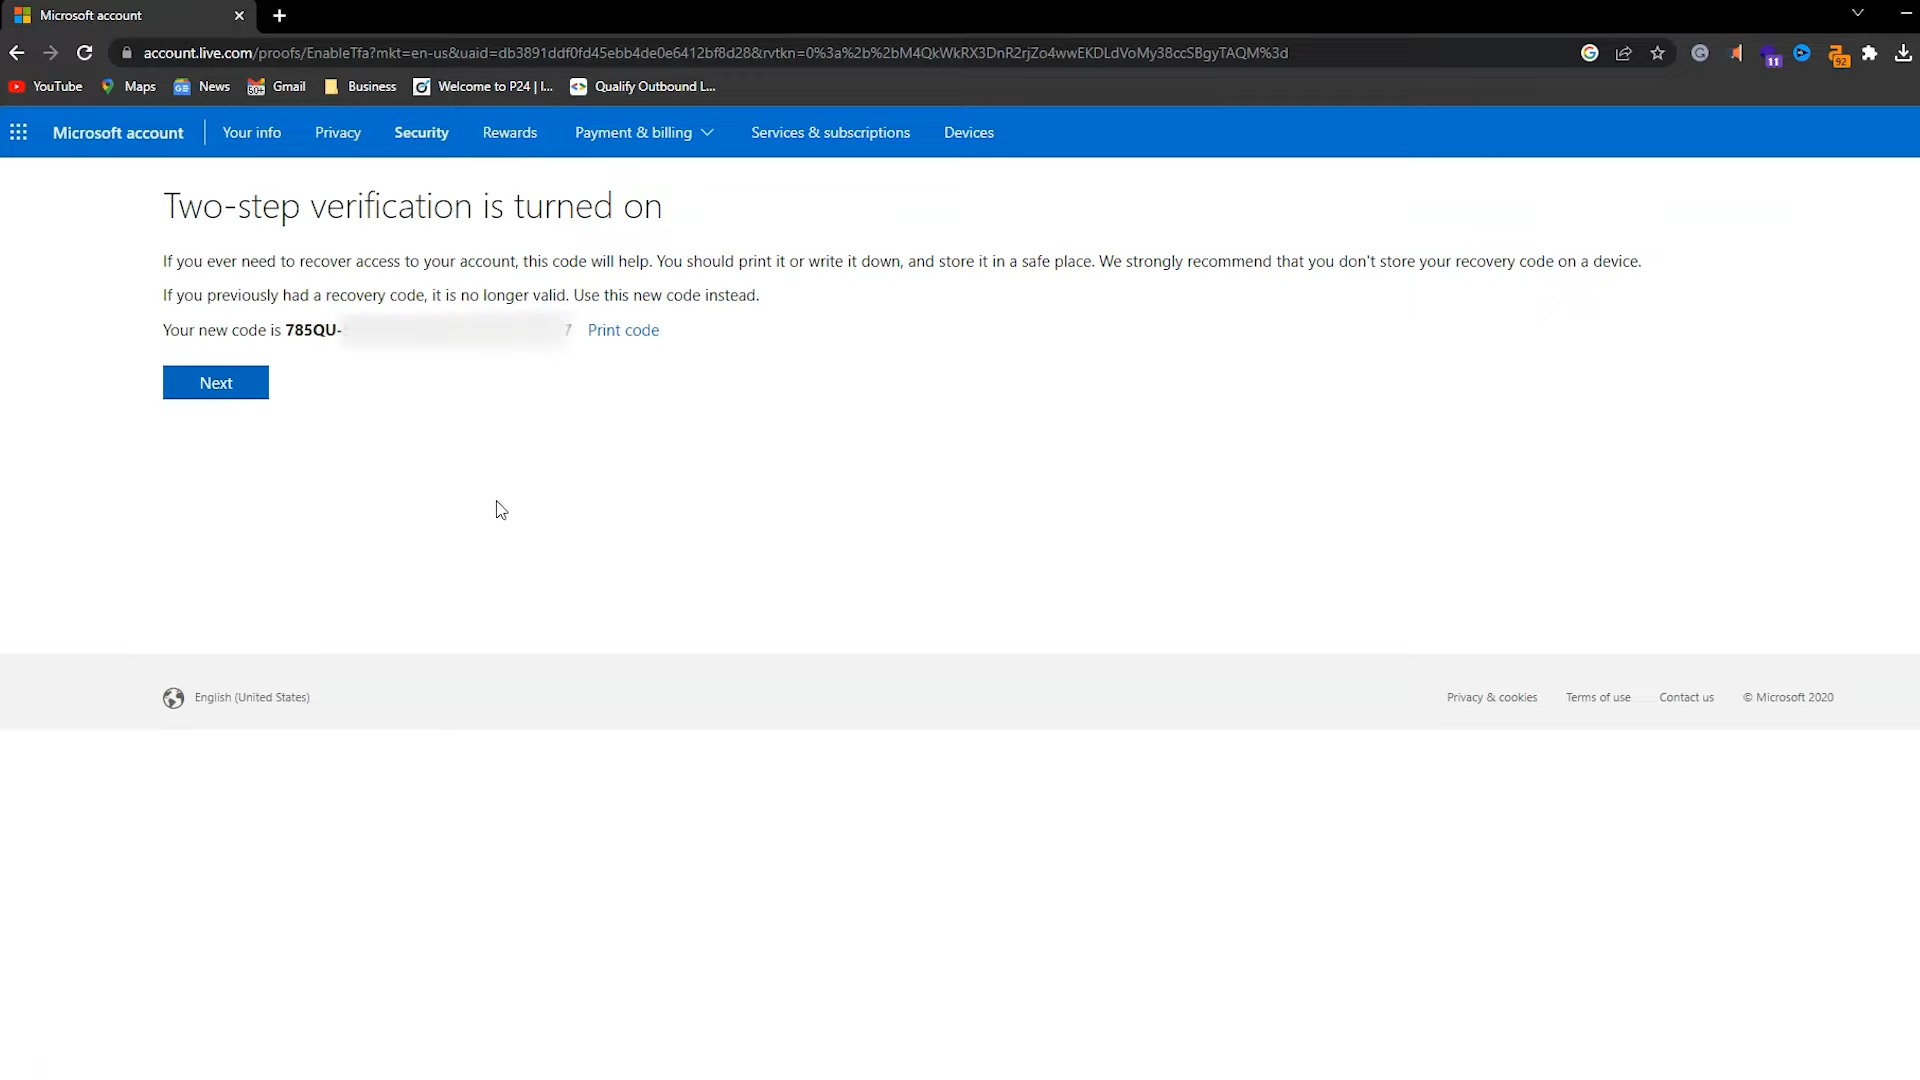 Microsoft account
account.live.com/proofs/EnableTfa?mkt=en-us&uaid=db3891ddf0fd45ebb4de0e6412bf8d28&rvtkn=0%3a%2b%2bM4QkWkRX3DnR2rjZo4wwEKDLdVoMy38ccSBgyTAQM%3d
11
92
YouTube
Maps
News
50+
Gmail
Business
Welcome to P24 | I...
Qualify Outbound L...
Microsoft account
Your info
Privacy
Security
Rewards
Payment & billing
Services & subscriptions
Devices
Two-step verification is turned on
If you ever need to recover access to your account, this code will help. You should print it or write it down, and store it in a safe place. We strongly recommend that you don't store your recovery code on a device.
If you previously had a recovery code, it is no longer valid. Use this new code instead.
Your new code is 785QU- 7 Print code
Next
English (United States)
Privacy & cookies
Terms of use
Contact us
© Microsoft 2020